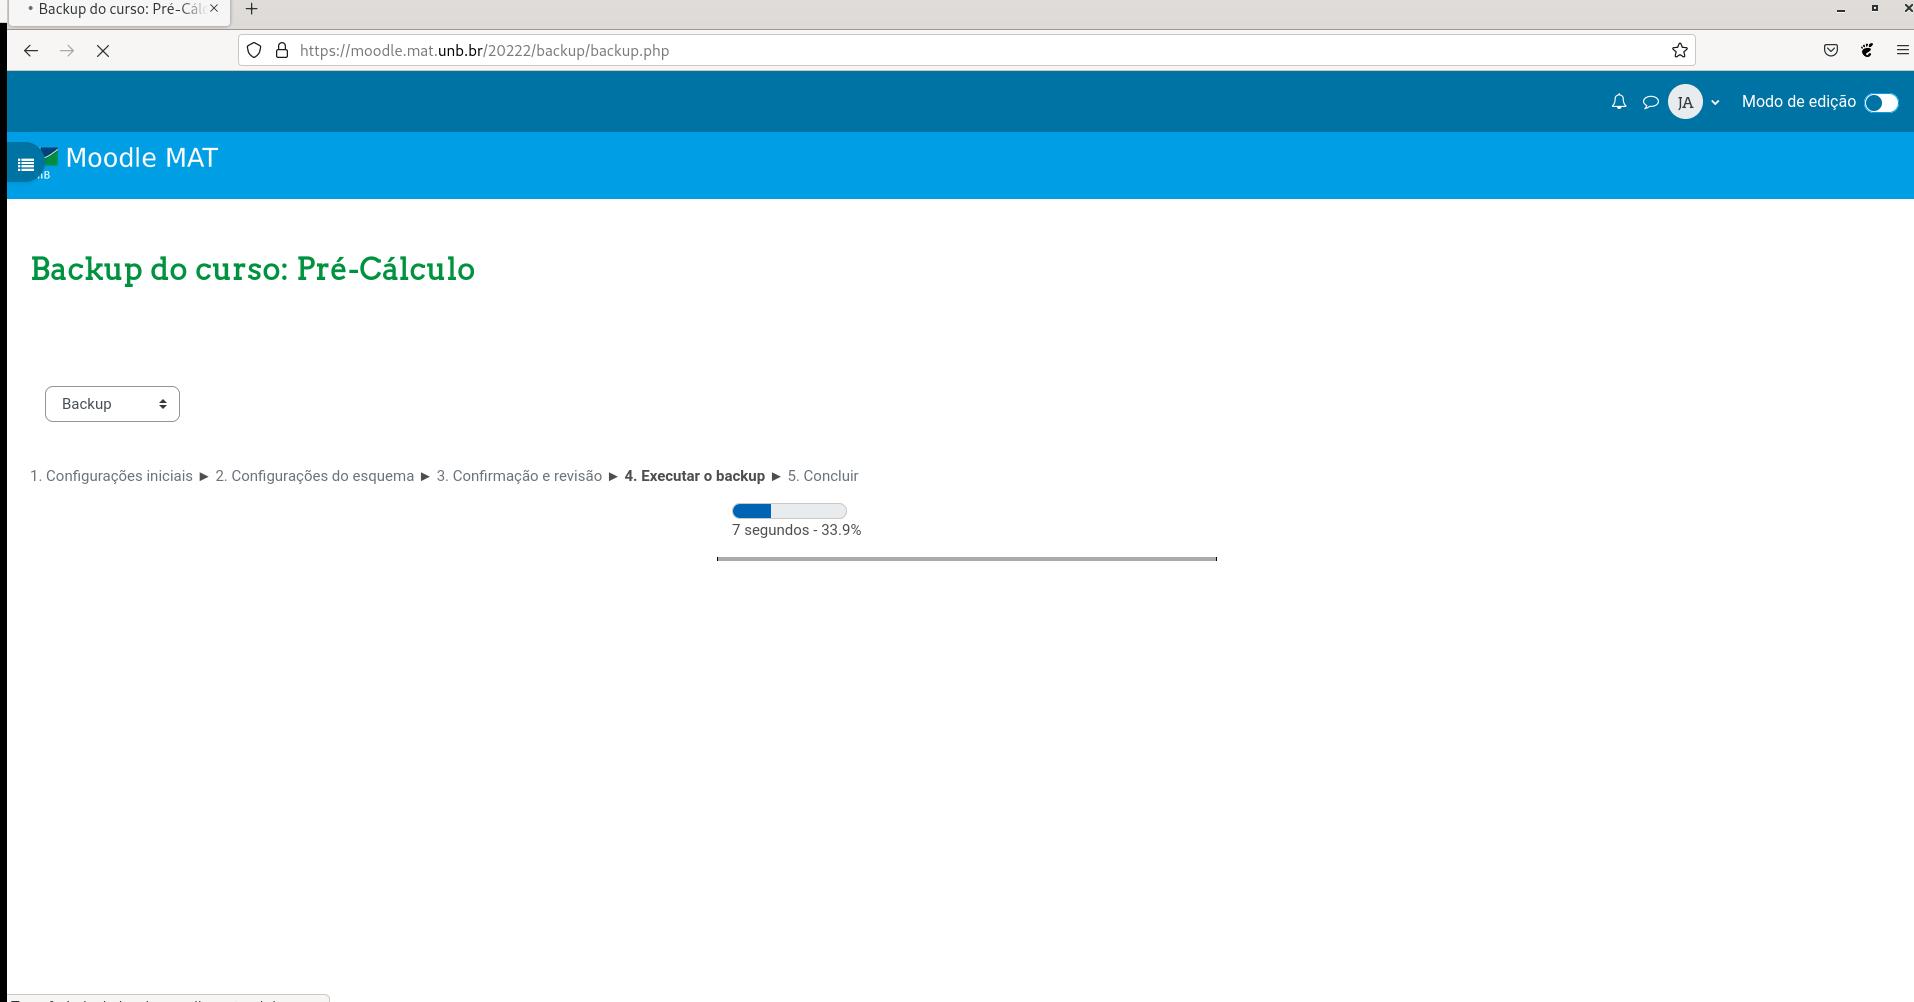 Backup do curso: Pré-Cálc
https://moodle.mat.unb.br/20222/backup/backup.php
JA
Modo de edição
Moodle MAT
Backup do curso: Pré-Cálculo
Backup
1. Configurações iniciais ► 2. Configurações do esquema ► 3. Confirmação e revisão ► 4. Executar o backup ► 5. Concluir
7 segundos - 33.9%